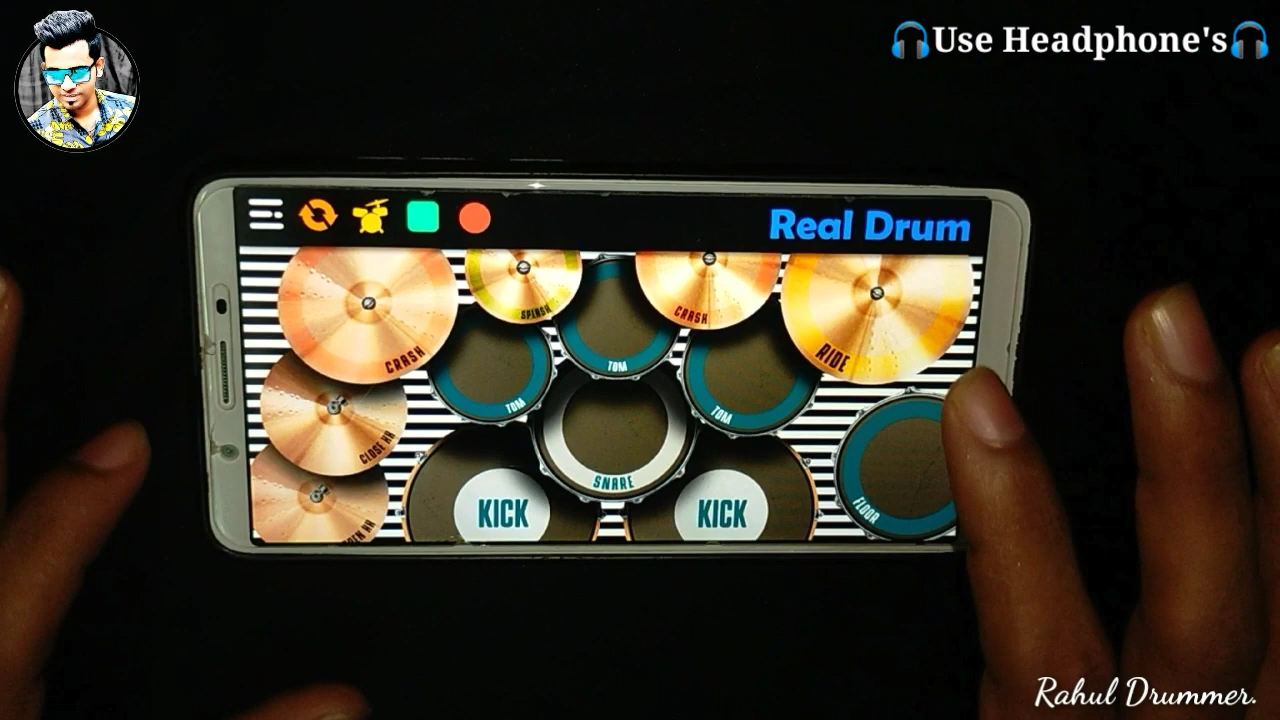 Use Headphone's
Real Drum
SPLASH
CRASH
CRASH
RIDE
TOM
TOM
TOM
CLOSE HH
SNARE
FLOOR
KICK
KICK
Rahul Drummer.